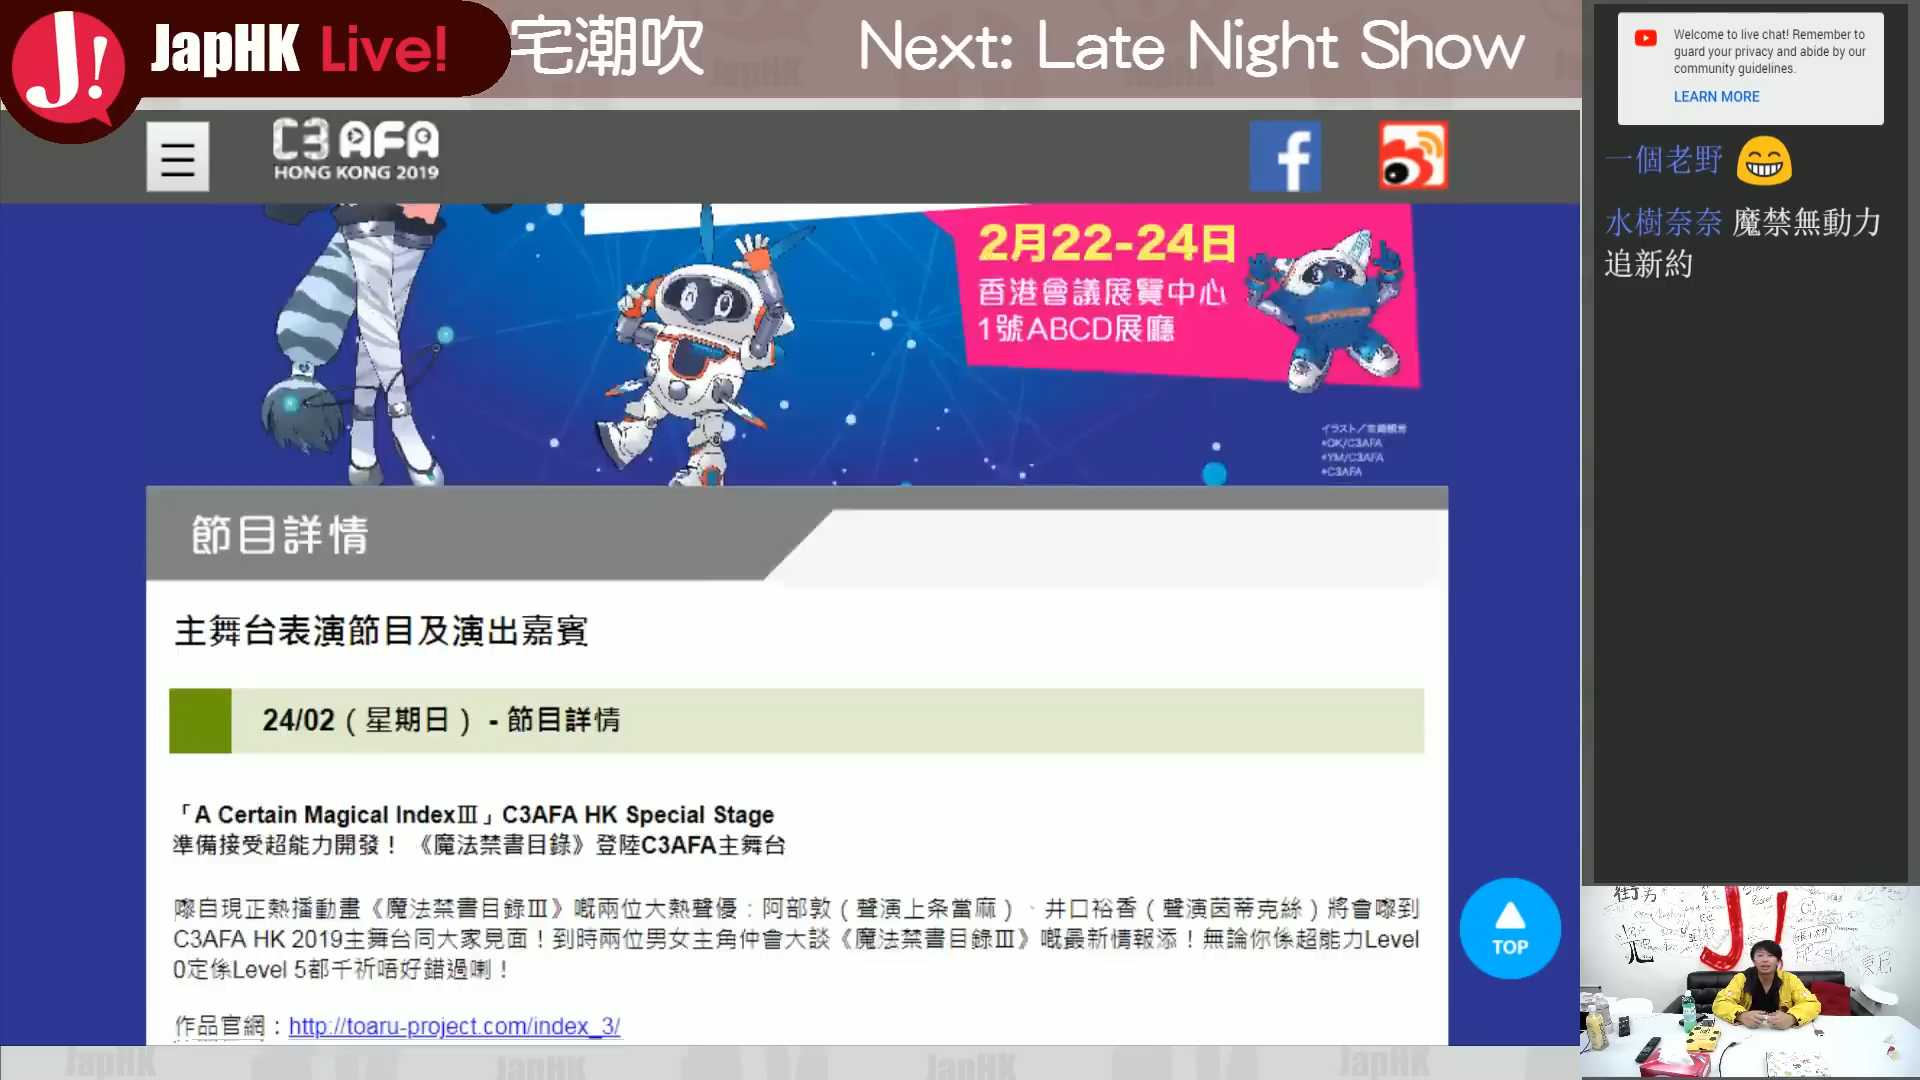 JapHK Live!
宅潮吹
Next: Late Night Show
C3 AFA
HONG KONG 2019
2月22-24日
香港會議展覽中心
1號ABCD展廳
©OK/C3AFA
©YM/C3AFA
©C3AFA
節目詳情
主舞台表演節目及演出嘉賓
24/02（星期日） - 節目詳情
「A Certain Magical IndexⅢ」C3AFA HK Special Stage
準備接受超能力開發！《魔法禁書目錄》登陸C3AFA主舞台
嚟自現正熱播動畫《魔法禁書目錄Ⅲ》嘅兩位大熱聲優：阿部敦（聲演上条當麻）、井口裕香（聲演茵蒂克絲）將會嚟到
C3AFA HK 2019主舞台同大家見面！到時兩位男女主角仲會大談《魔法禁書目錄Ⅲ》嘅最新情報添！無論你係超能力Level
0定係Level 5都千祈唔好錯過喇！
作品官網：http://toaru-project.com/index_3/
TOP
Welcome to live chat! Remember to
guard your privacy and abide by our
community guidelines.
LEARN MORE
一個老野
水樹奈奈 魔禁無動力
追新約
J!
JapHK
JapHK
JapHK
JapHK